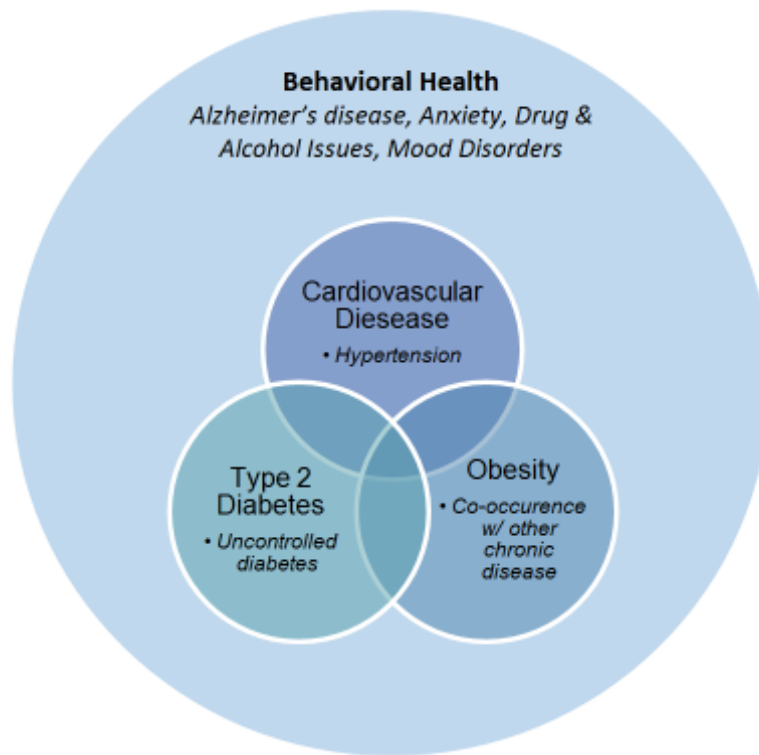 Behavioral Health
Alzheimer's disease, Anxiety, Drug &
Alcohol Issues, Mood Disorders
Cardiovascular
Diesease
• Hypertension
Type 2
Diabetes
• Uncontrolled
diabetes
Obesity
• Co-occurence
w/ other
chronic
disease